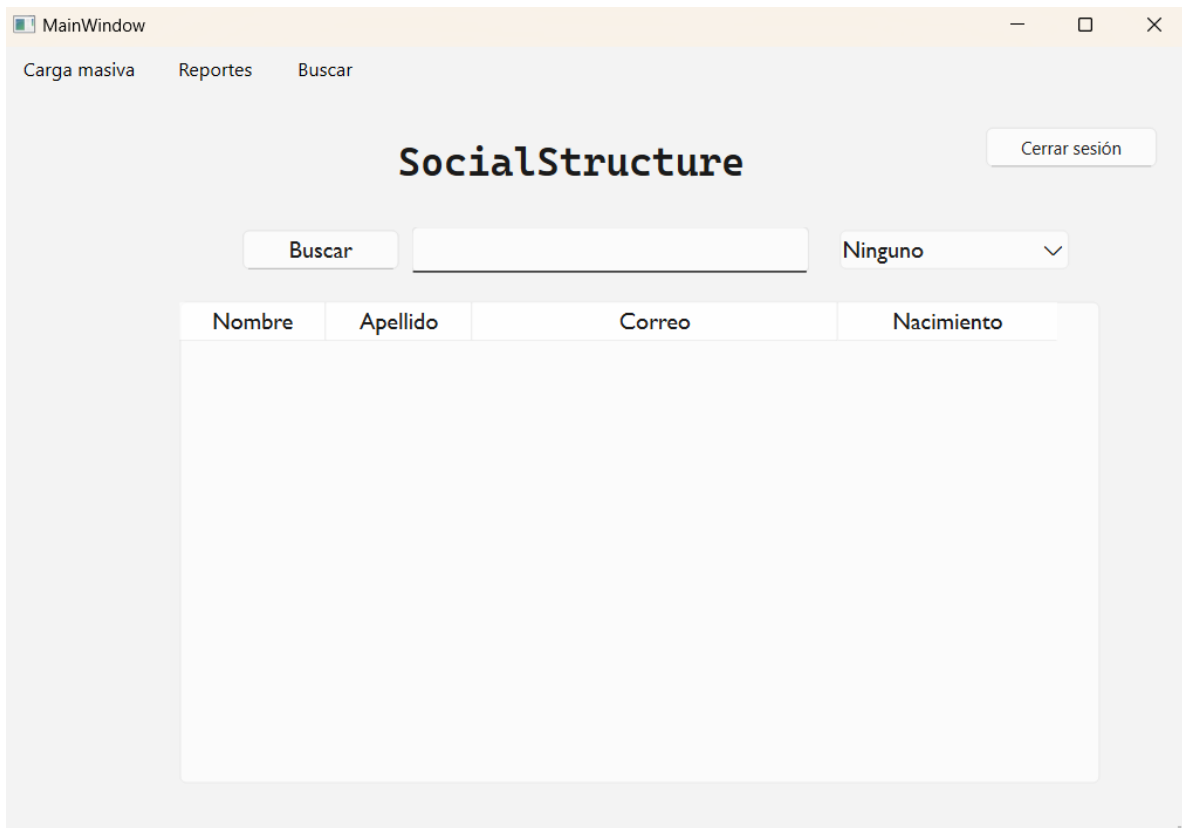 MainWindow
Carga masiva Reportes Buscar
SocialStructure
Cerrar sesión
Buscar Ninguno
Nombre Apellido Correo Nacimiento